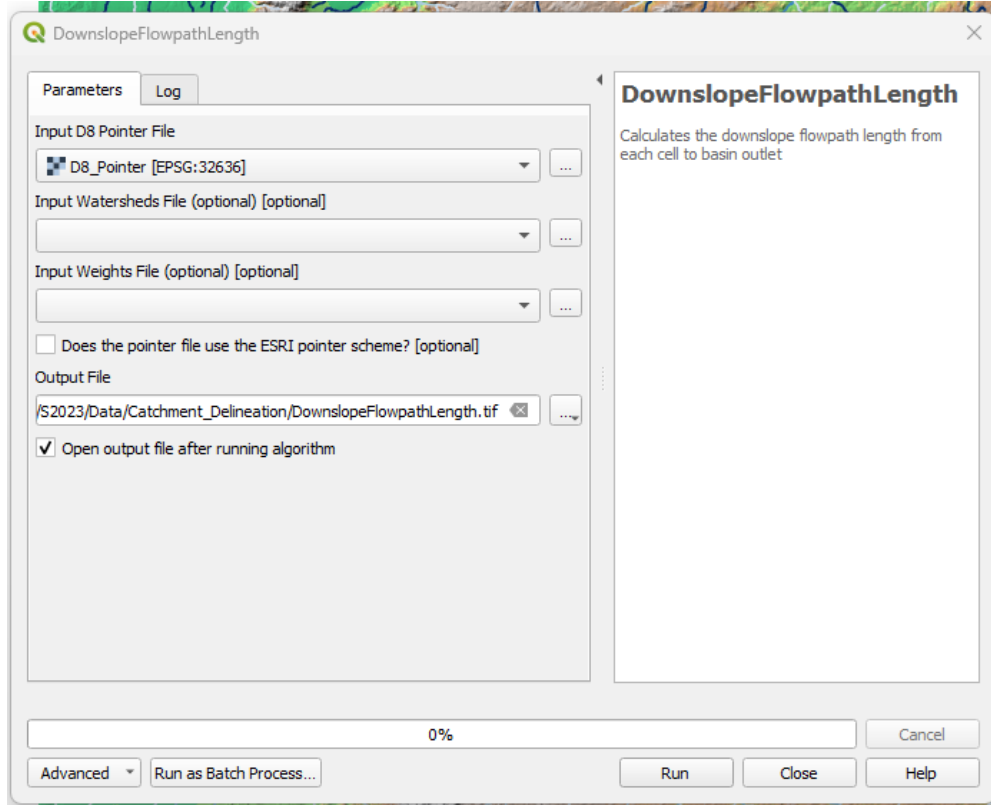 DownslopeFlowpathLength
Parameters
Log
Input D8 Pointer File
D8_Pointer [EPSG:32636]
...
Input Watersheds File (optional) [optional]
...
Input Weights File (optional) [optional]
...
Does the pointer file use the ESRI pointer scheme? [optional]
Output File
/S2023/Data/Catchment_Delineation/DownslopeFlowpathLength.tif
...
Open output file after running algorithm
DownslopeFlowpathLength
Calculates the downslope flowpath length from
each cell to basin outlet
0%
Cancel
Advanced
Run as Batch Process...
Run
Close
Help